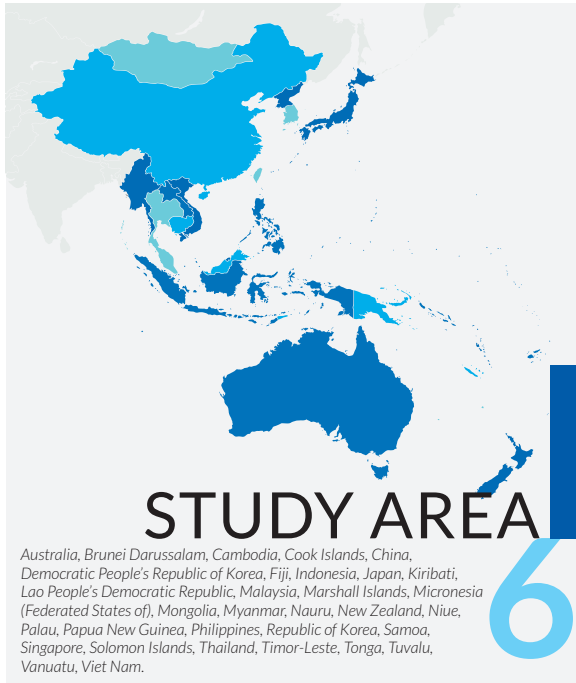 STUDY AREA
6
Australia, Brunei Darussalam, Cambodia, Cook Islands, China,
Democratic People's Republic of Korea, Fiji, Indonesia, Japan, Kiribati,
Lao People's Democratic Republic, Malaysia, Marshall Islands, Micronesia
(Federated States of), Mongolia, Myanmar, Nauru, New Zealand, Niue,
Palau, Papua New Guinea, Philippines, Republic of Korea, Samoa,
Singapore, Solomon Islands, Thailand, Timor-Leste, Tonga, Tuvalu,
Vanuatu, Viet Nam.